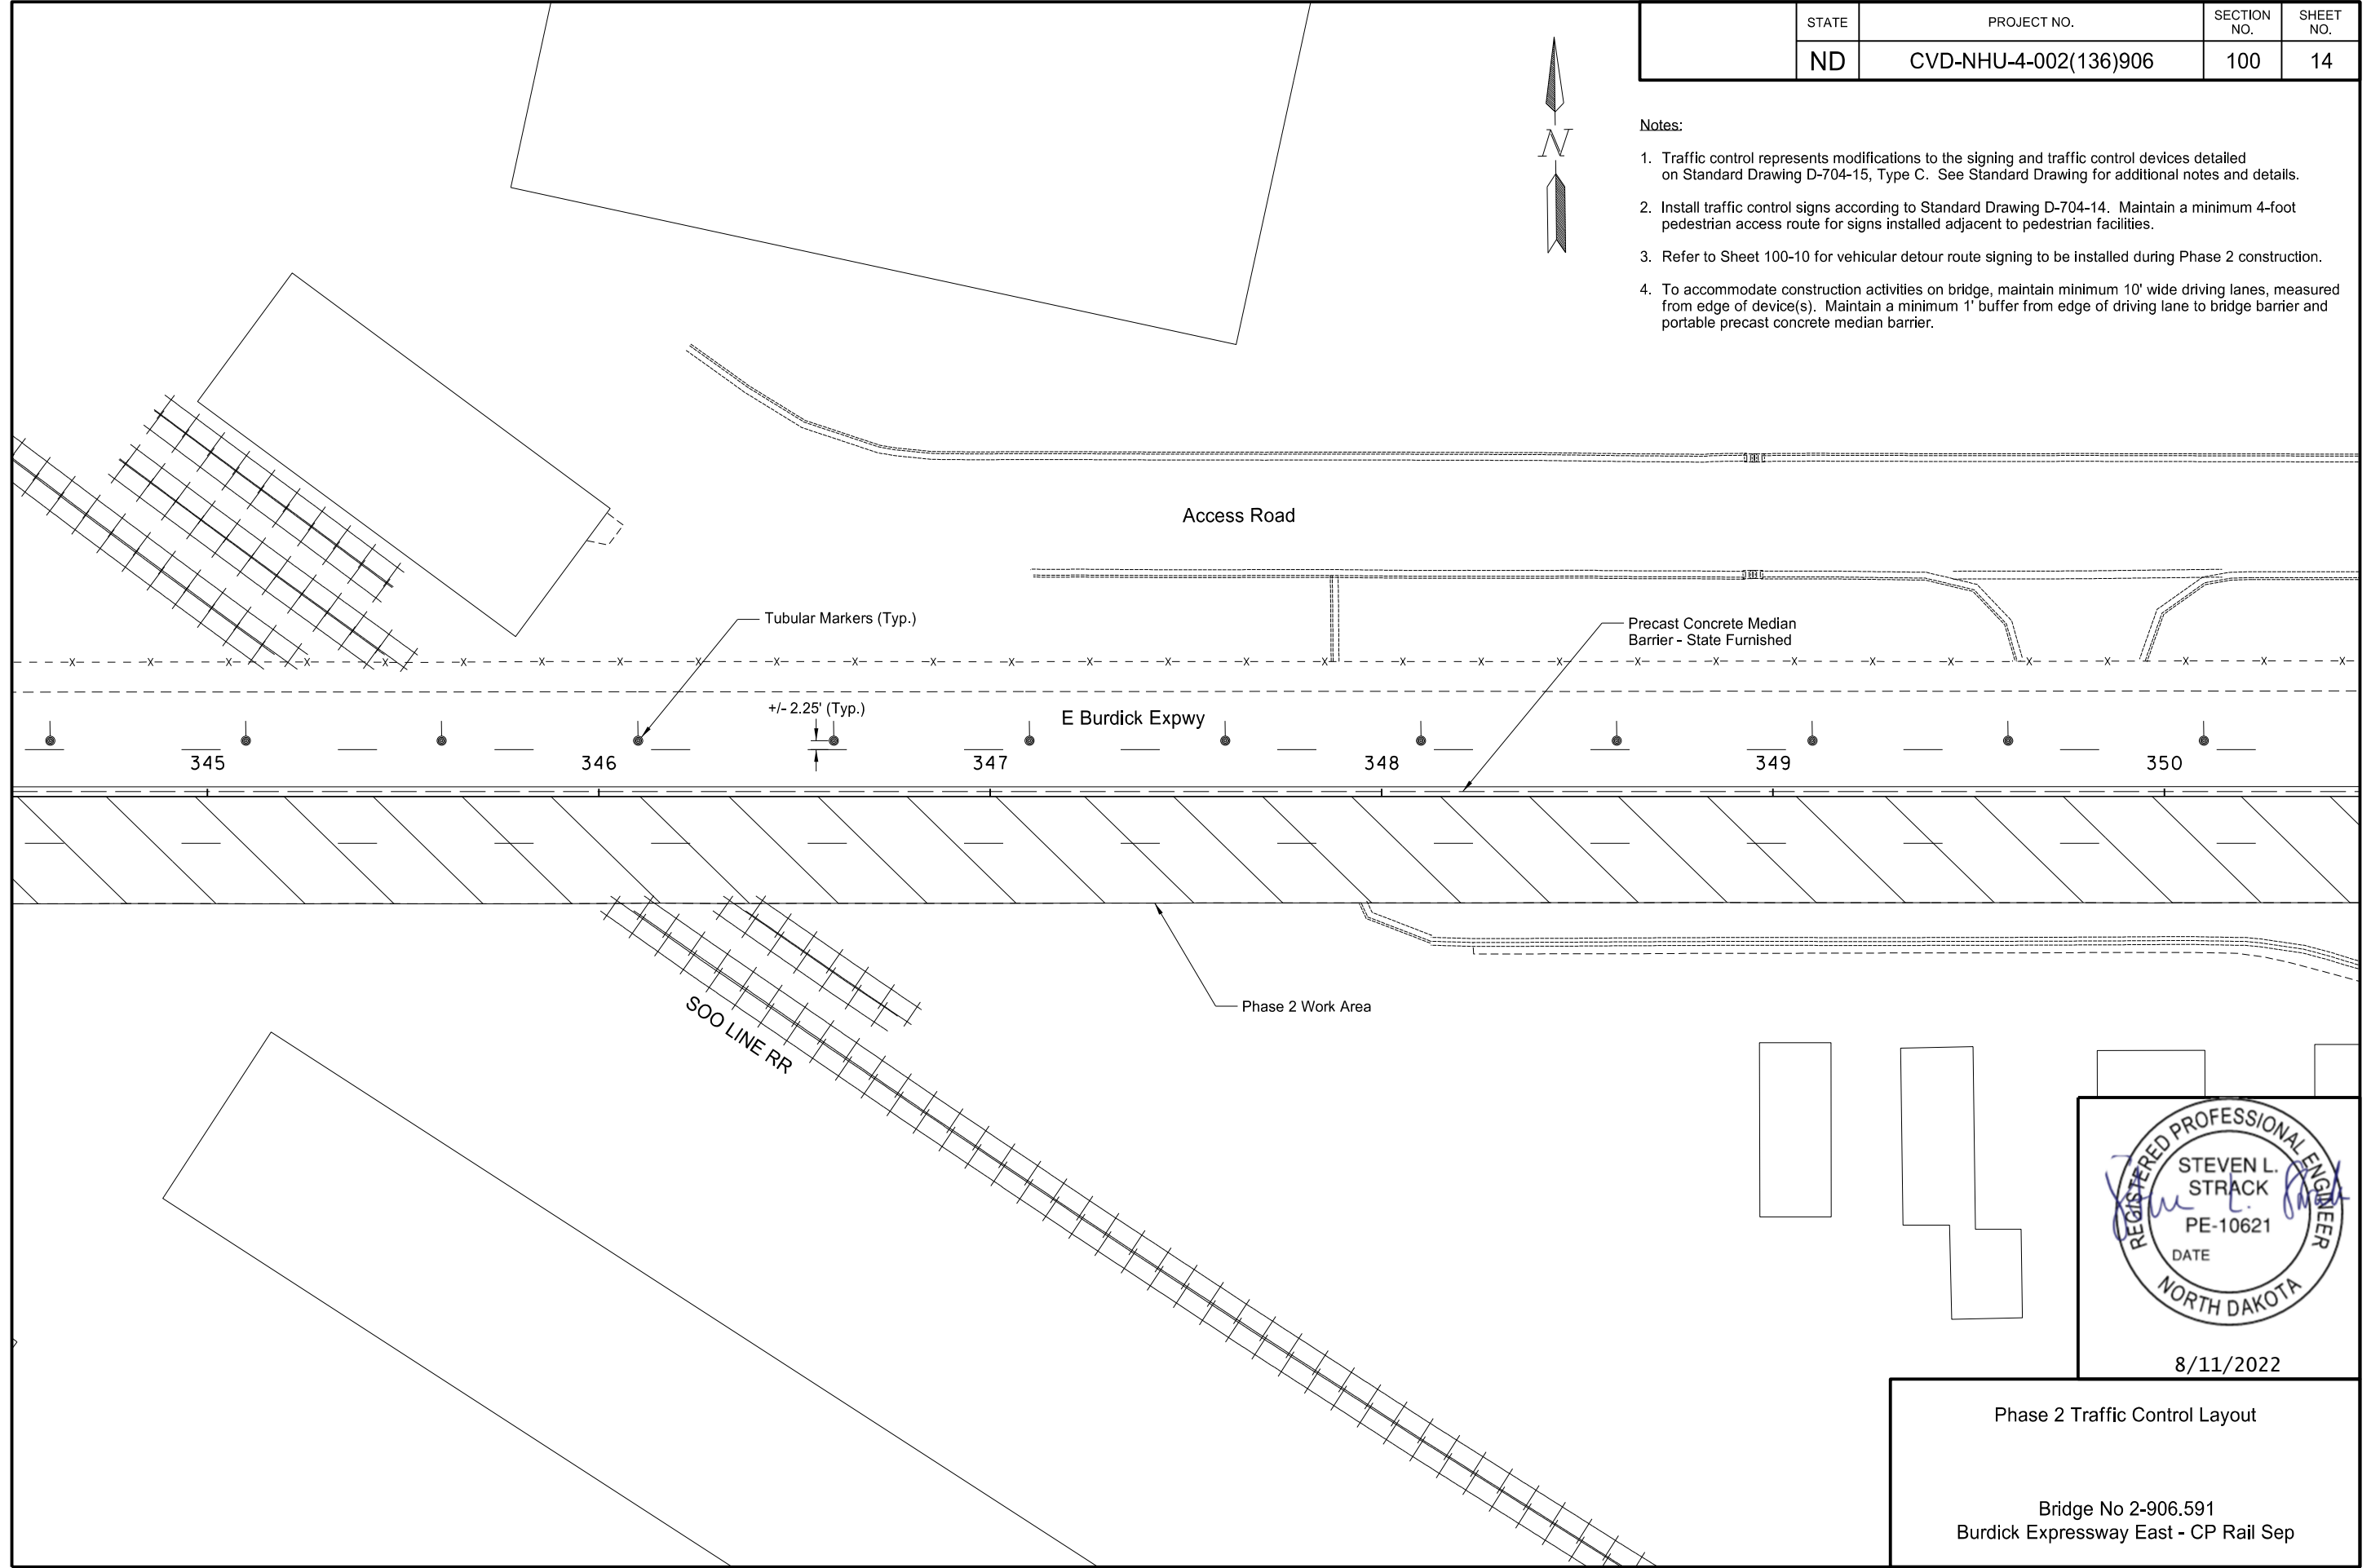 STATE
PROJECT NO.
SECTION NO.
SHEET NO.
ND
CVD-NHU-4-002(136)906
100
14
N
Notes:
1. Traffic control represents modifications to the signing and traffic control devices detailed
on Standard Drawing D-704-15, Type C. See Standard Drawing for additional notes and details.
2. Install traffic control signs according to Standard Drawing D-704-14. Maintain a minimum 4-foot
pedestrian access route for signs installed adjacent to pedestrian facilities.
3. Refer to Sheet 100-10 for vehicular detour route signing to be installed during Phase 2 construction.
4. To accommodate construction activities on bridge, maintain minimum 10' wide driving lanes, measured
from edge of device(s). Maintain a minimum 1' buffer from edge of driving lane to bridge barrier and
portable precast concrete median barrier.
Access Road
Tubular Markers (Typ.)
Precast Concrete Median
Barrier - State Furnished
+/- 2.25' (Typ.)
E Burdick Expwy
345 346 347 348 349 350
Phase 2 Work Area
SOO LINE RR
REGISTERED PROFESSIONAL ENGINEER
STEVEN L.
STRACK
PE-10621
DATE
NORTH DAKOTA
8/11/2022
Phase 2 Traffic Control Layout
Bridge No 2-906.591
Burdick Expressway East - CP Rail Sep